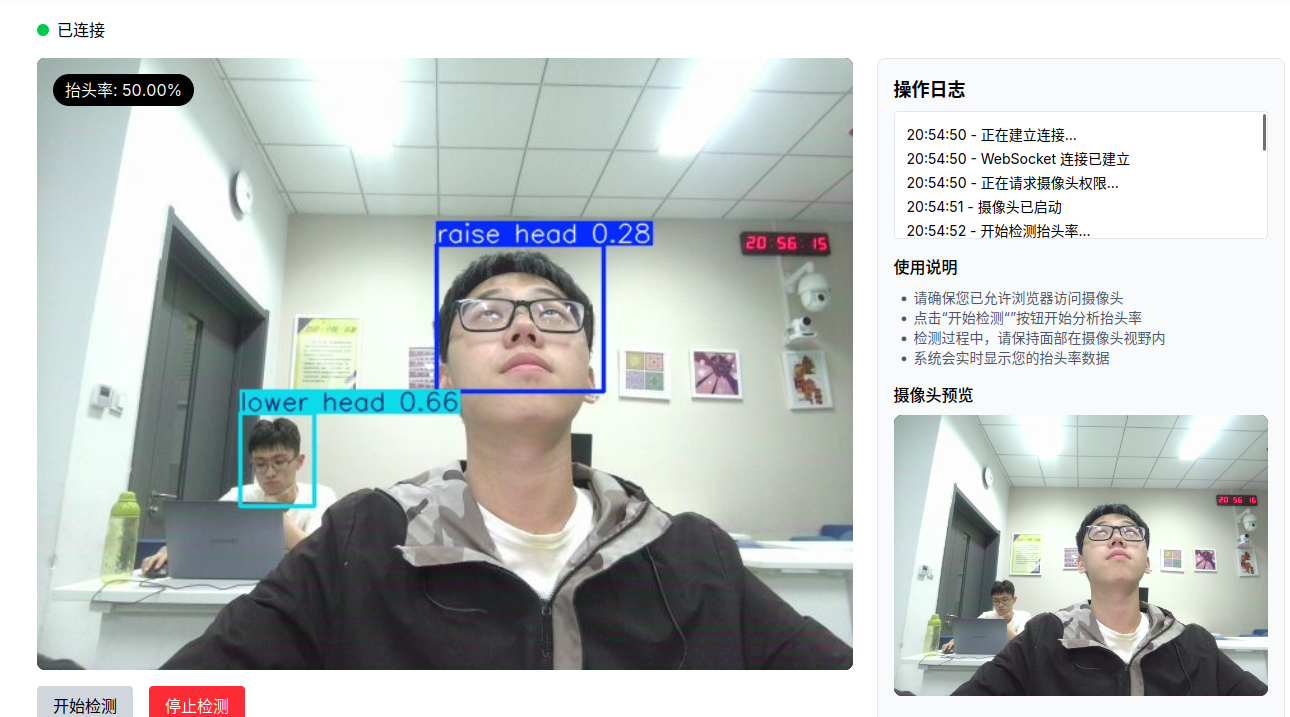 已连接
抬头率: 50.00%
raise head 0.28
20:56:15
lower head 0.66
开始检测
停止检测
操作日志
20:54:50 - 正在建立连接...
20:54:50 - WebSocket 连接已建立
20:54:50 - 正在请求摄像头权限...
20:54:51 - 摄像头已启动
20:54:52 - 开始检测抬头率...
使用说明
请确保您已允许浏览器访问摄像头
点击“开始检测“”按钮开始分析抬头率
检测过程中，请保持面部在摄像头视野内
系统会实时显示您的抬头率数据
摄像头预览
20 56 16